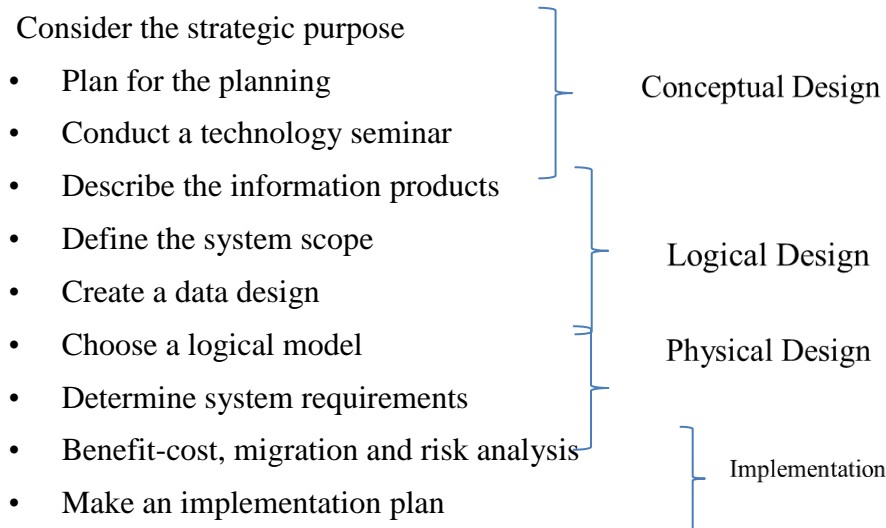 Consider the strategic purpose
• Plan for the planning
Conceptual Design
• Conduct a technology seminar
• Describe the information products
• Define the system scope
Logical Design
• Create a data design
• Choose a logical model
Physical Design
• Determine system requirements
• Benefit-cost, migration and risk analysis
Implementation
• Make an implementation plan